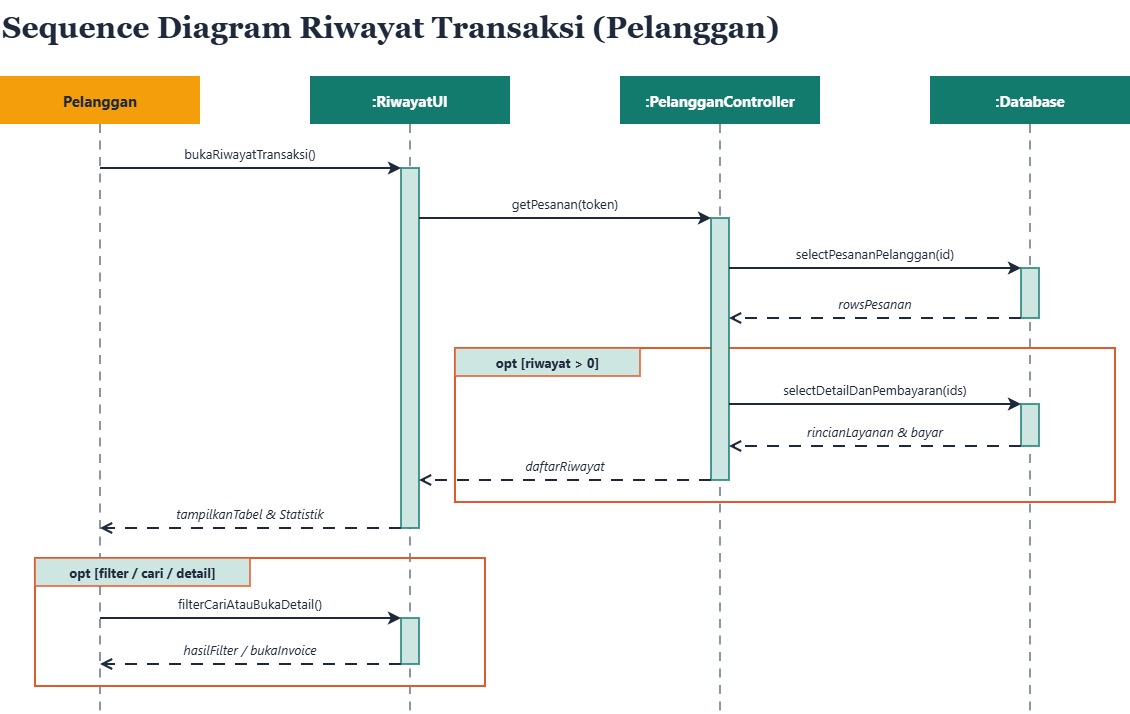 Sequence Diagram Riwayat Transaksi (Pelanggan)
Pelanggan
:RiwayatUI
:PelangganController
:Database
bukaRiwayatTransaksi()
getPesanan(token)
selectPesananPelanggan(id)
rowsPesanan
opt [riwayat > 0]
selectDetailDanPembayaran(ids)
rincianLayanan & bayar
daftarRiwayat
tampilkanTabel & Statistik
opt [filter / cari / detail]
filterCariAtauBukaDetail()
hasilFilter / bukaInvoice